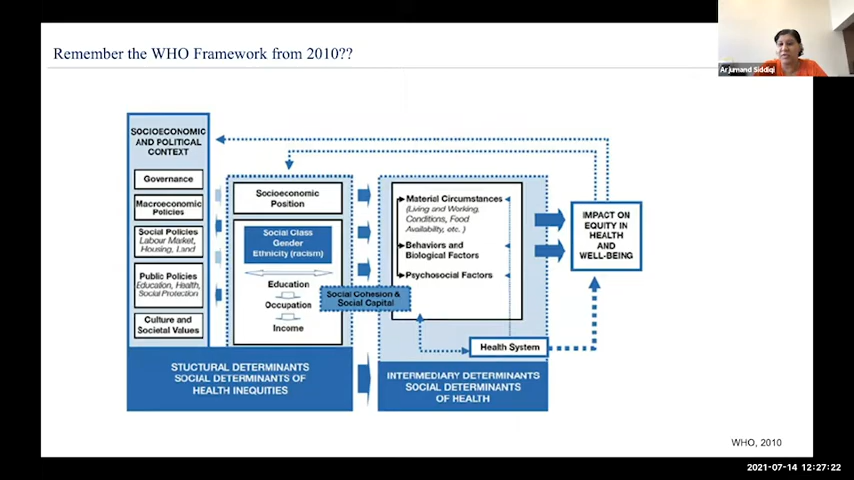 Remember the WHO Framework from 2010??
Arjumand Siddiqi
SOCIOECONOMIC
AND POLITICAL
CONTEXT
Governance
Macroeconomic
Policies
Social Policies
Labour Market,
Housing, Land
Public Policies
Education, Health,
Social Protection
Culture and
Societal Values
Socioeconomic
Position
Social Class
Gender
Ethnicity (racism)
Education
Occupation
Income
Social Cohesion &
Social Capital
Material Circumstances
(Living and Working,
Conditions, Food
Availability, etc. )
Behaviors and
Biological Factors
Psychosocial Factors
Health System
IMPACT ON
EQUITY IN
HEALTH
AND
WELL-BEING
STUCTURAL DETERMINANTS
SOCIAL DETERMINANTS OF
HEALTH INEQUITIES
INTERMEDIARY DETERMINANTS
SOCIAL DETERMINANTS
OF HEALTH
WHO, 2010
2021-07-14 12:27:22